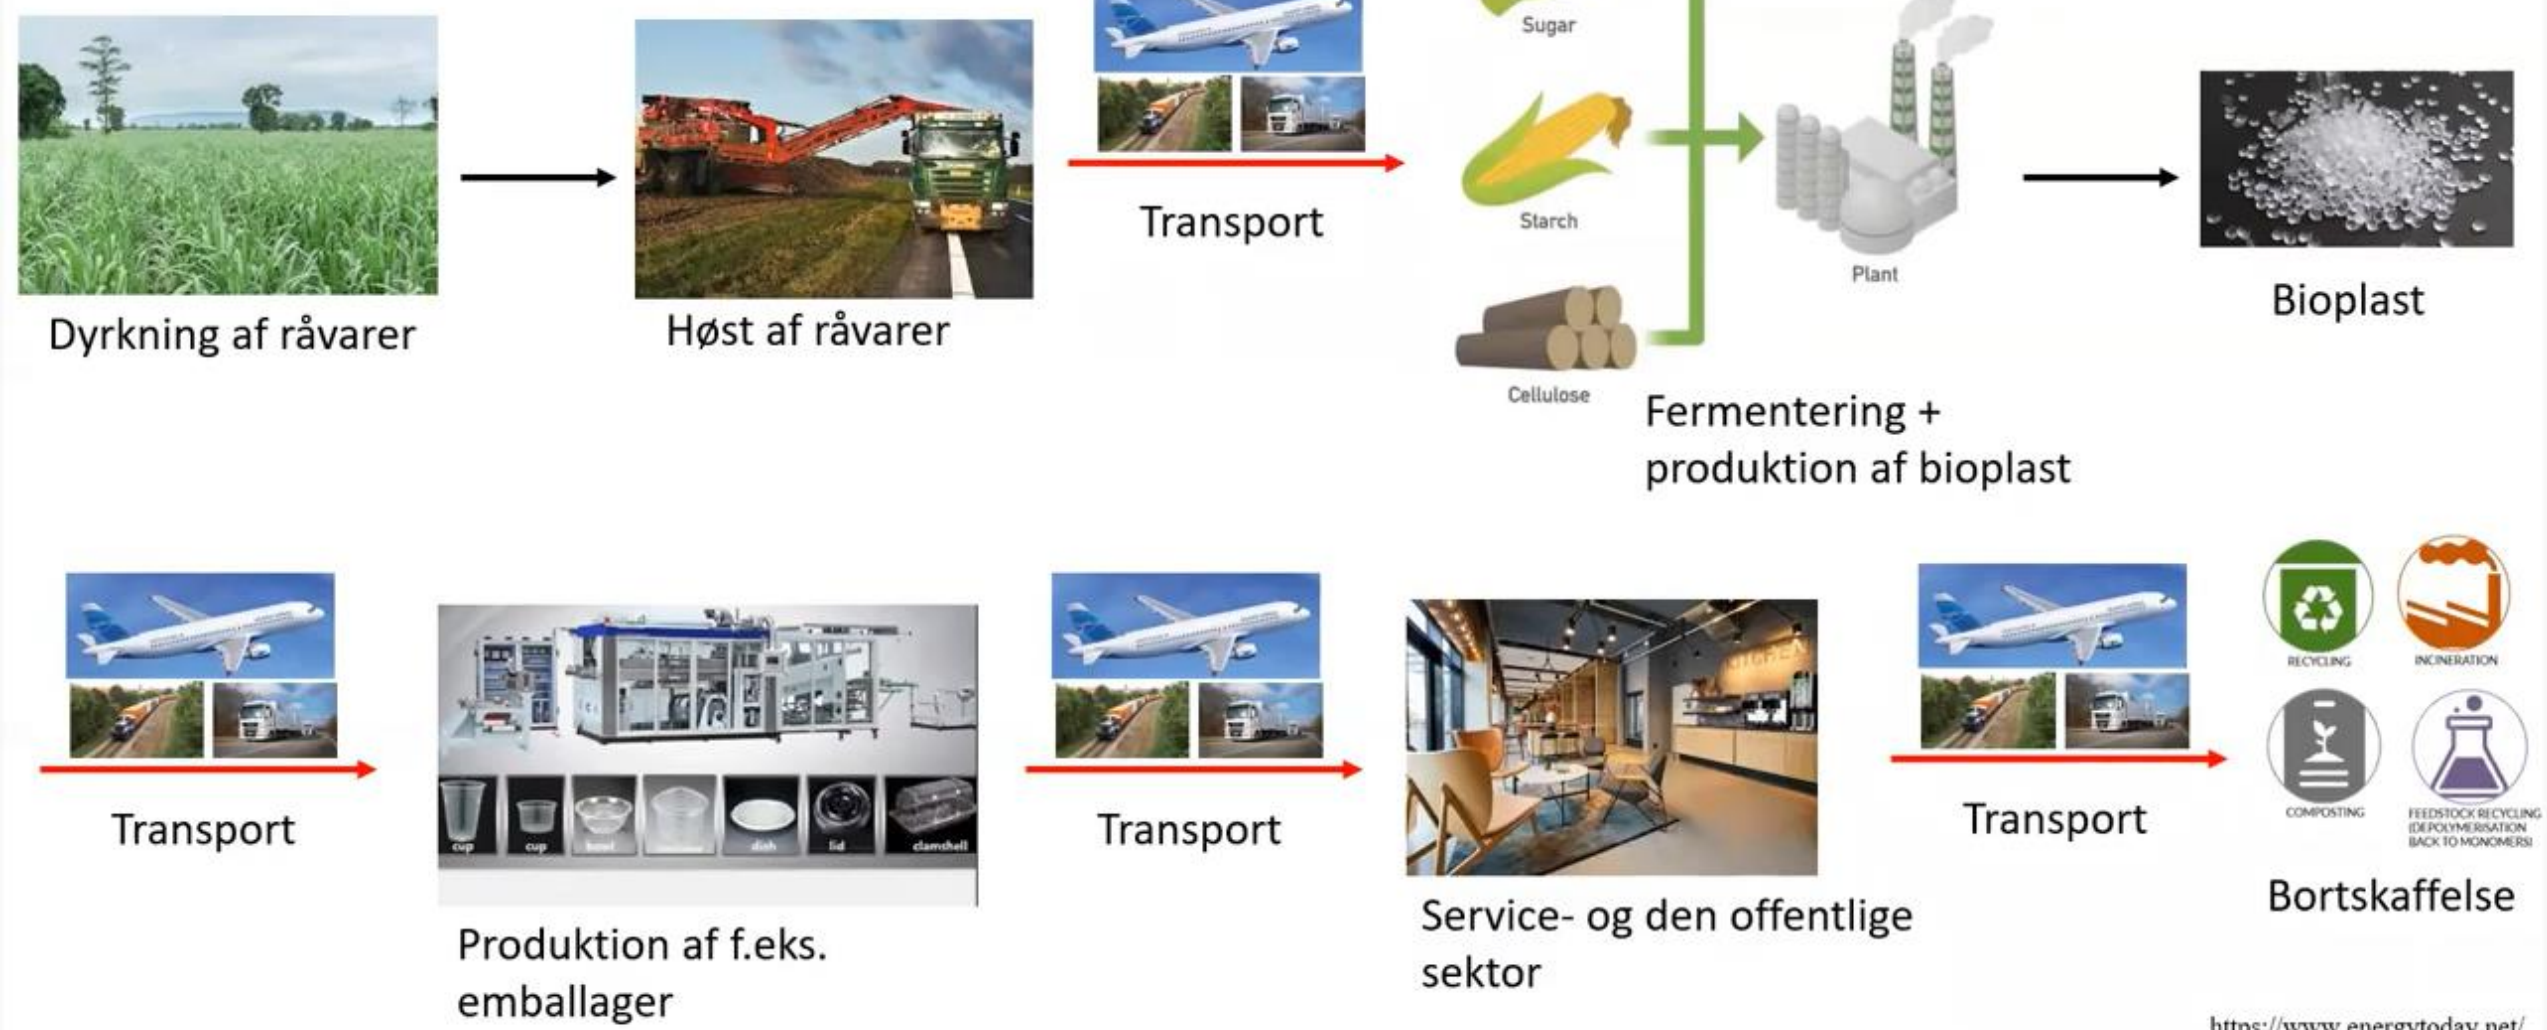 Sugar
Starch
Cellulose
Plant
Transport
Dyrkning af råvarer
Høst af råvarer
Bioplast
Fermentering +
produktion af bioplast
Transport
cup
cup
bowl
dish
lid
clamshell
Produktion af f.eks.
emballager
Transport
Service- og den offentlige
sektor
Transport
RECYCLING
INCINERATION
COMPOSTING
FEEDSTOCK RECYCLING
(DEPOLYMERISATION
BACK TO MONOMERS)
Bortskaffelse
https://www.energytoday.net/